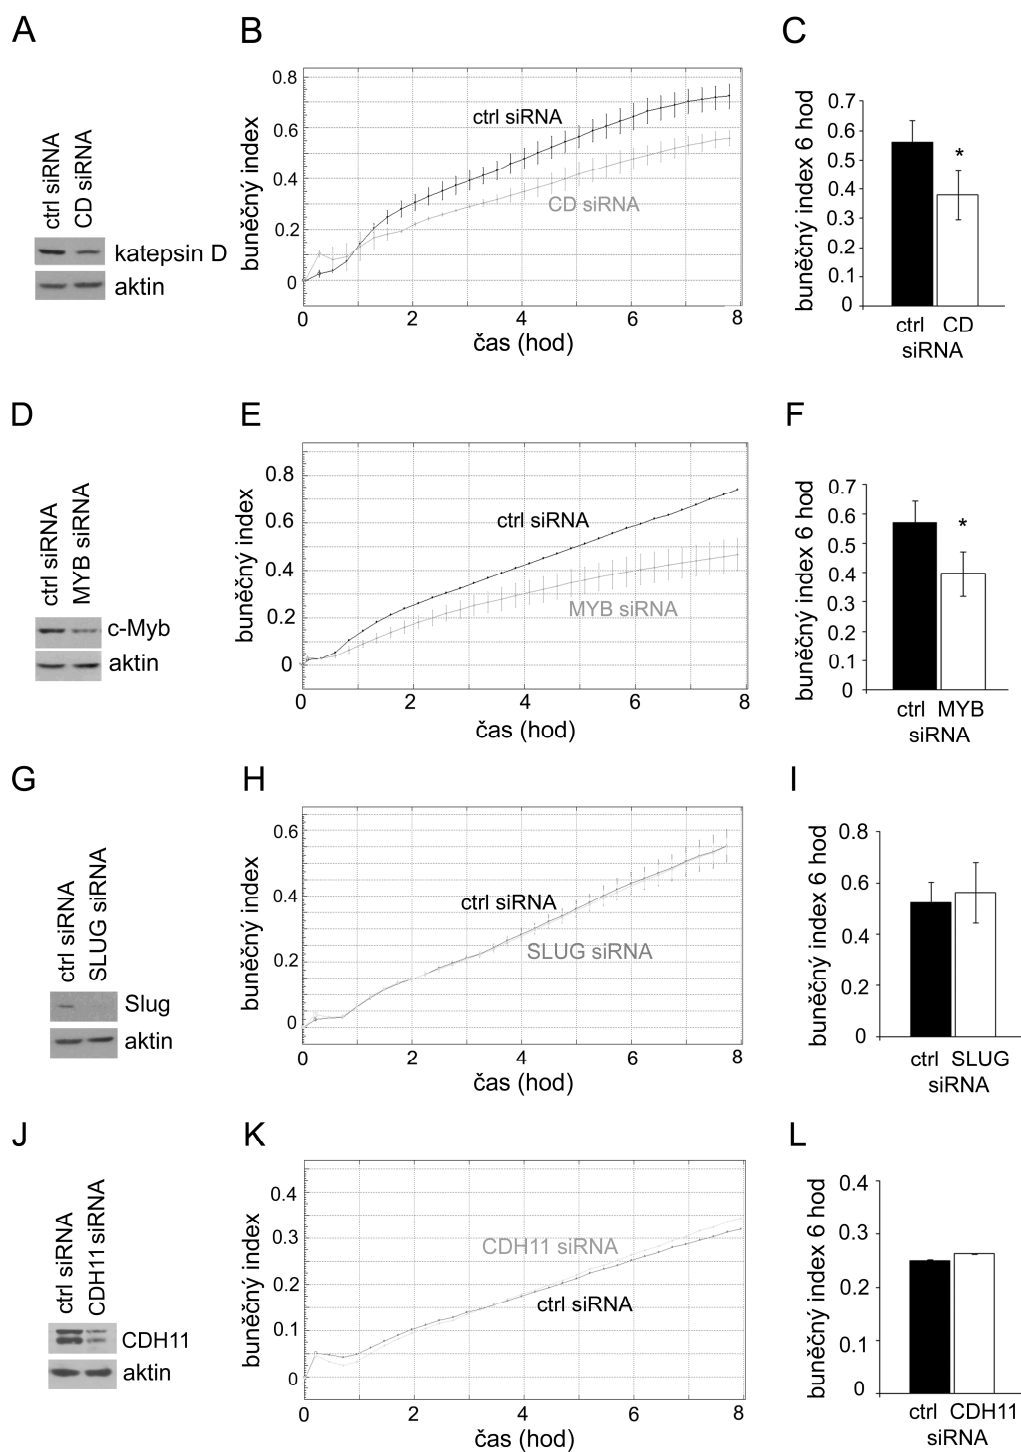 A
B
C
ctrl siRNA
CD siRNA
katepsin D
aktin
buněčný index
0.8
0.6
0.4
0.2
0
ctrl siRNA
CD siRNA
0 2 4 6 8
čas (hod)
buněčný index 6 hod
0.7
0.6
0.5
0.4
0.3
0.2
0.1
0
*
ctrl CD
siRNA
D
E
F
ctrl siRNA
MYB siRNA
c-Myb
aktin
buněčný index
0.8
0.6
0.4
0.2
0
ctrl siRNA
MYB siRNA
0 2 4 6 8
čas (hod)
buněčný index 6 hod
0.7
0.6
0.5
0.4
0.3
0.2
0.1
0
*
ctrl MYB
siRNA
G
H
I
ctrl siRNA
SLUG siRNA
Slug
aktin
buněčný index
0.6
0.4
0.2
0
ctrl siRNA
SLUG siRNA
0 2 4 6 8
čas (hod)
buněčný index 6 hod
0.8
0.6
0.4
0.2
0
ctrl SLUG
siRNA
J
K
L
ctrl siRNA
CDH11 siRNA
CDH11
aktin
buněčný index
0.4
0.3
0.2
0.1
0
CDH11 siRNA
ctrl siRNA
0 2 4 6 8
čas (hod)
buněčný index 6 hod
0.4
0.3
0.2
0.1
0
ctrl CDH11
siRNA